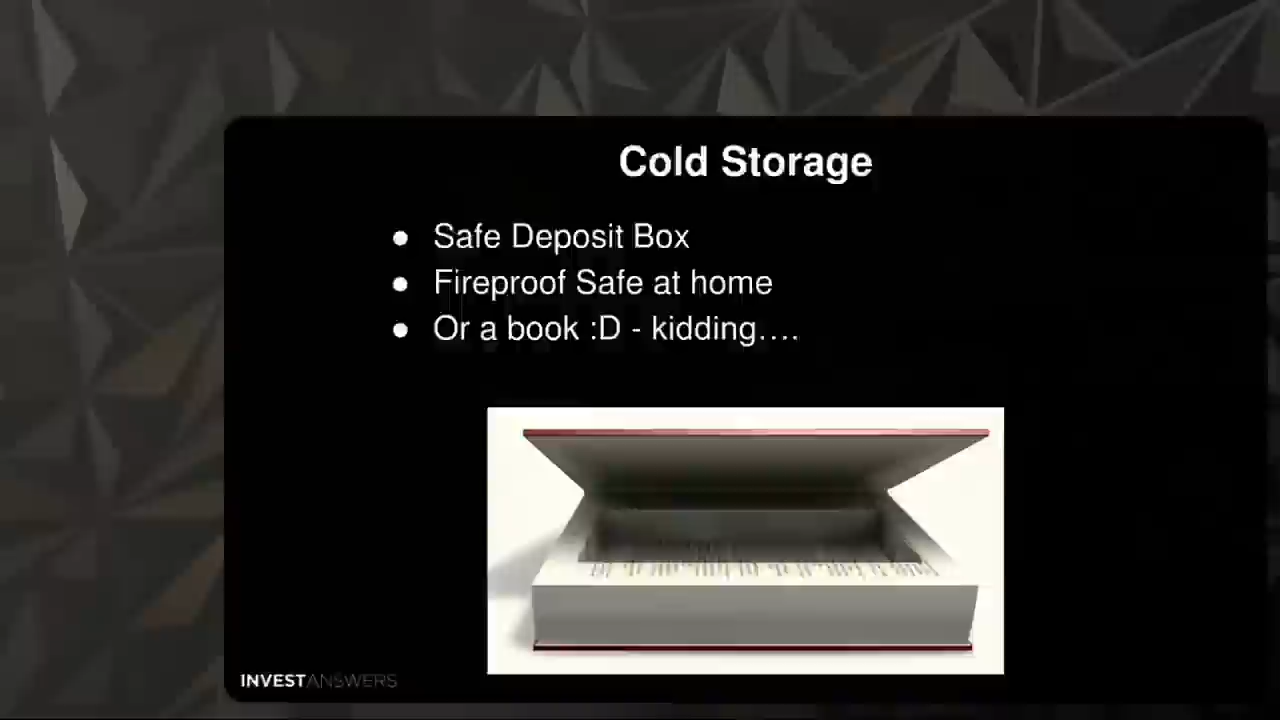 Cold Storage
● Safe Deposit Box
● Fireproof Safe at home
● Or a book :D - kidding....
INVESTANSWERS